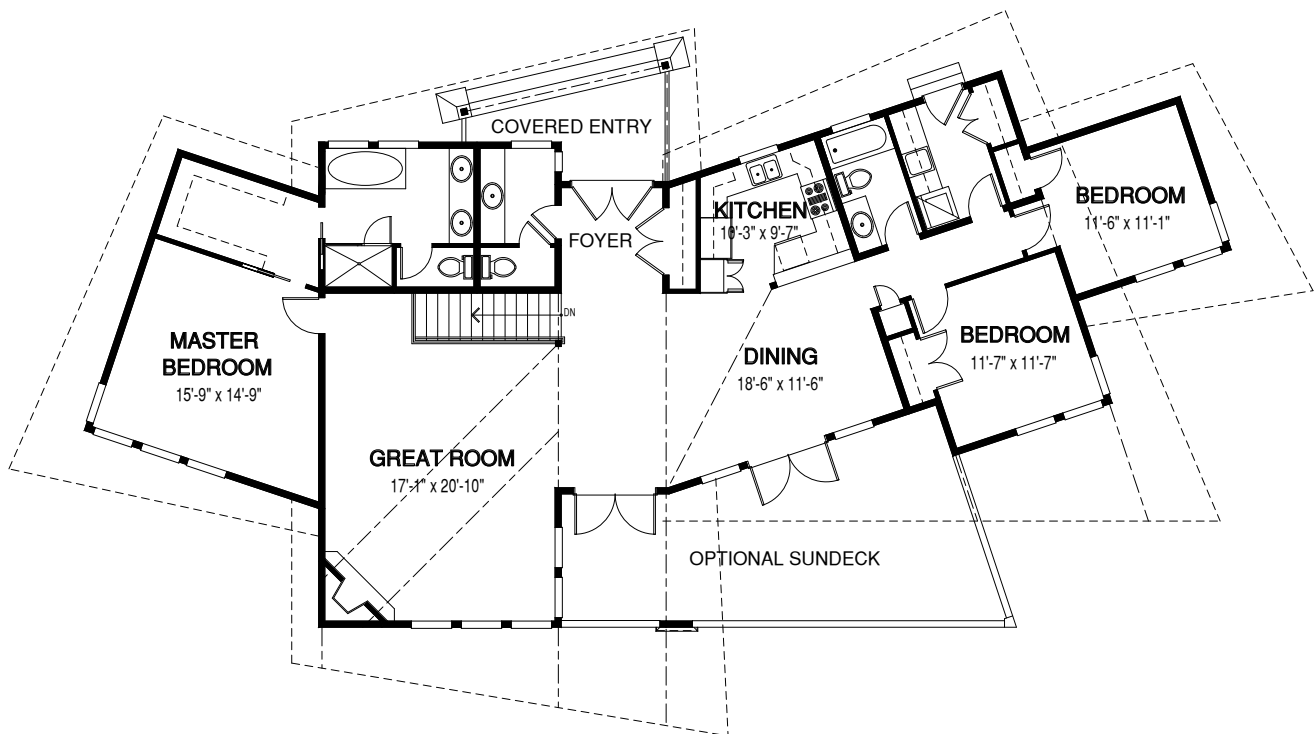 COVERED ENTRY
KITCHEN
10'-3" x 9'-7"
BEDROOM
11'-6" x 11'-1"
FOYER
DN
MASTER
BEDROOM
15'-9" x 14'-9"
DINING
18'-6" x 11'-6"
BEDROOM
11'-7" x 11'-7"
GREAT ROOM
17'-1" x 20'-10"
OPTIONAL SUNDECK